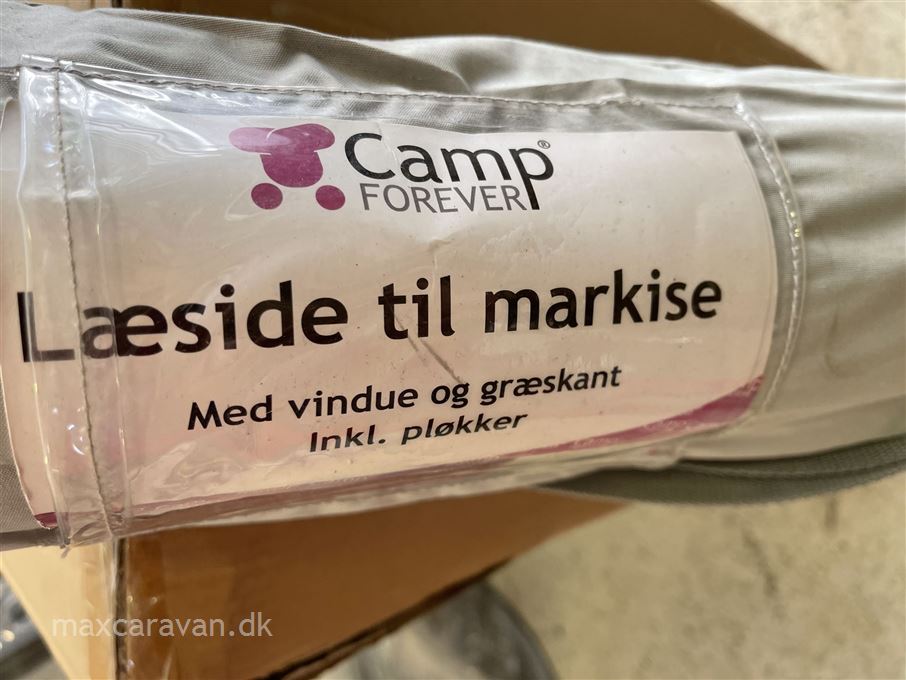 Camp®
FOREVER
Læside til markise
Med vindue og græskant
Inkl. pløkker
maxcaravan.dk